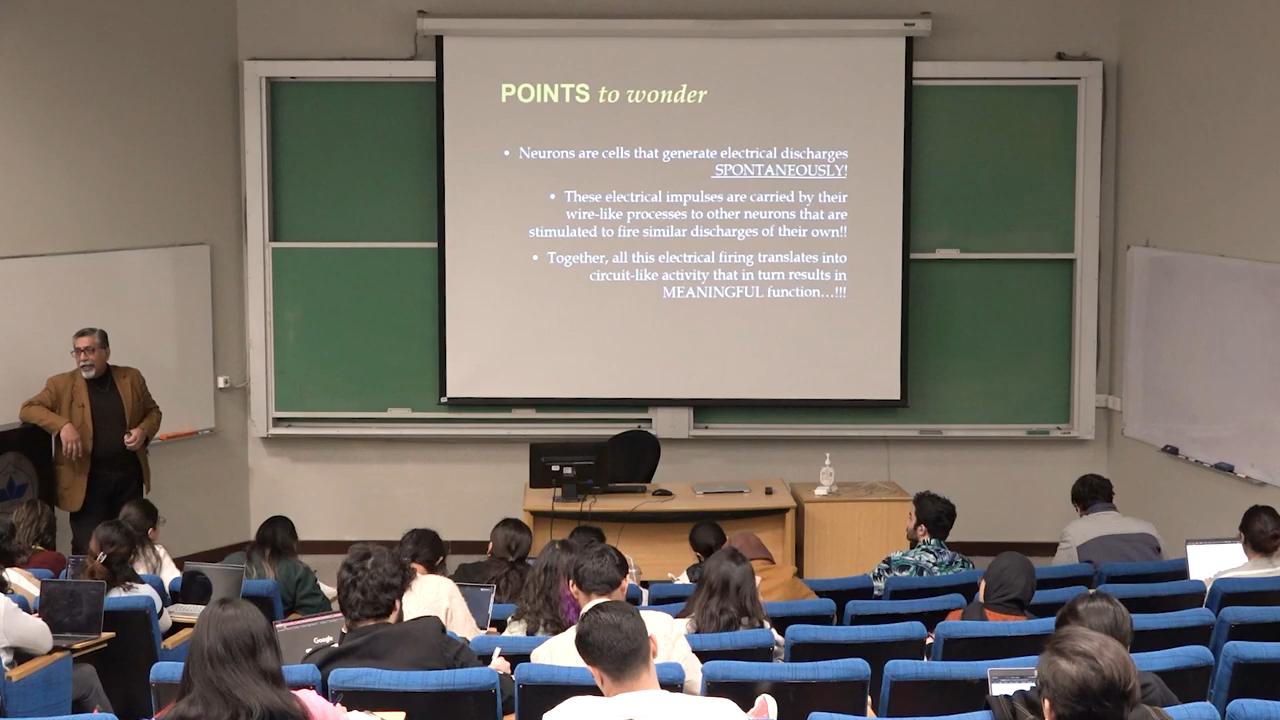 POINTS to wonder
• Neurons are cells that generate electrical discharges
SPONTANEOUSLY!
• These electrical impulses are carried by their
wire-like processes to other neurons that are
stimulated to fire similar discharges of their own!!
• Together, all this electrical firing translates into
circuit-like activity that in turn results in
MEANINGFUL function…!!!
Google